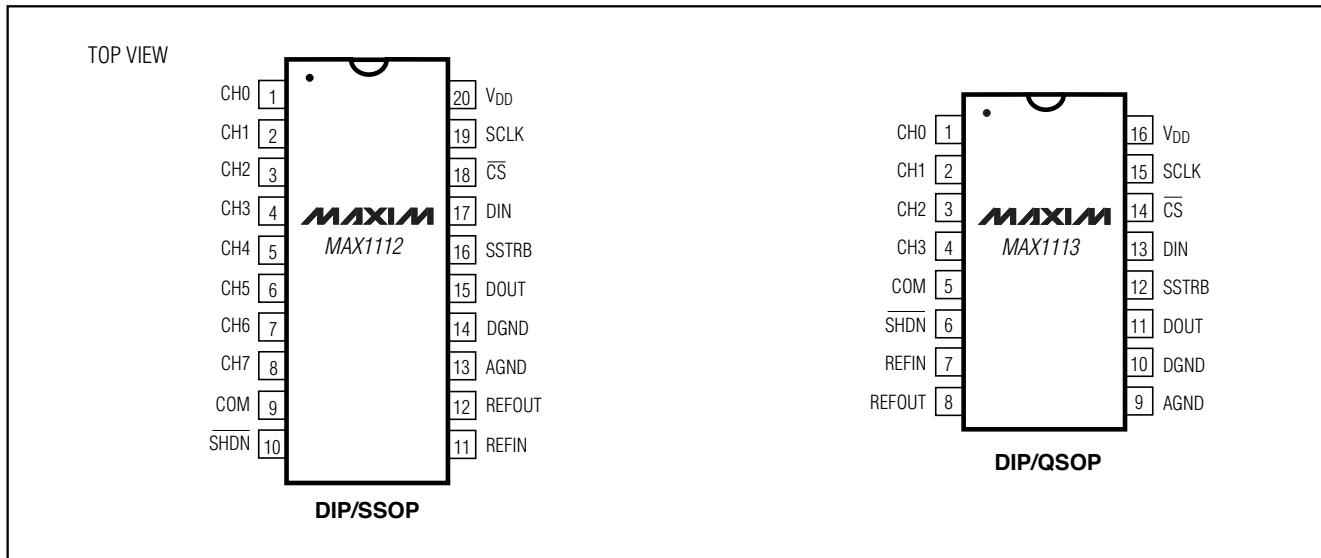 TOP VIEW
CH0 1 20 VDD
CH1 2 19 SCLK
CH2 3 18 C̅S̅
CH3 4 17 DIN
CH4 5 16 SSTRB
CH5 6 15 DOUT
CH6 7 14 DGND
CH7 8 13 AGND
COM 9 12 REFOUT
S̅H̅D̅N̅ 10 11 REFIN
MAXIM
MAX1112
DIP/SSOP
CH0 1 16 VDD
CH1 2 15 SCLK
CH2 3 14 C̅S̅
CH3 4 13 DIN
COM 5 12 SSTRB
S̅H̅D̅N̅ 6 11 DOUT
REFIN 7 10 DGND
REFOUT 8 9 AGND
MAXIM
MAX1113
DIP/QSOP